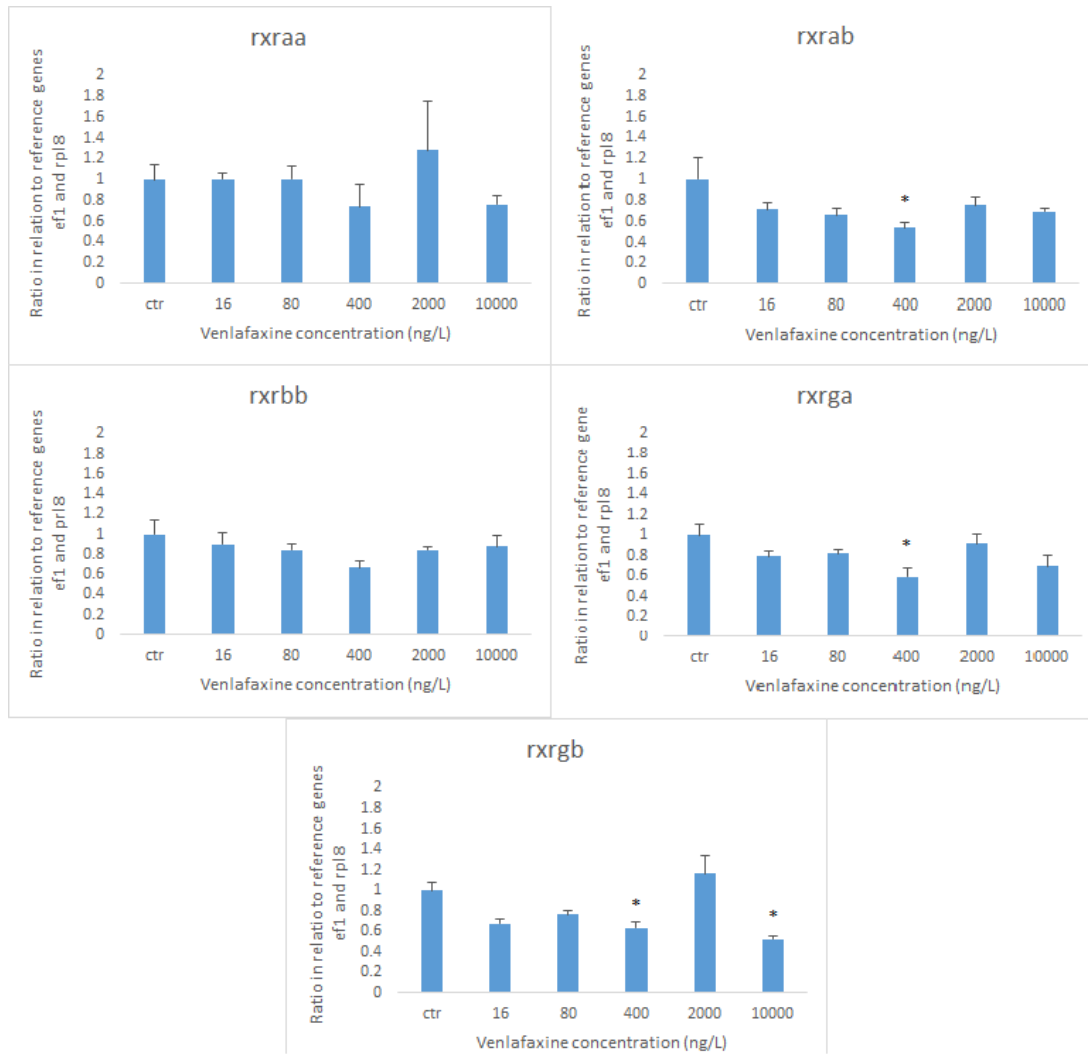 rxraa
Ratio in relation to reference genes
ef1 and rpl8
2
1.8
1.6
1.4
1.2
1
0.8
0.6
0.4
0.2
0
ctr 16 80 400 2000 10000
Venlafaxine concentration (ng/L)
rxrab
Ratio in relation to reference genes
ef1 and rpl8
2
1.8
1.6
1.4
1.2
1
0.8
0.6
0.4
0.2
0
*
ctr 16 80 400 2000 10000
Venlafaxine concentration (ng/L)
rxrbb
Ratio in relation to reference genes
ef1 and prl8
2
1.8
1.6
1.4
1.2
1
0.8
0.6
0.4
0.2
0
ctr 16 80 400 2000 10000
Venlafaxine concentration (ng/L)
rxrga
Ratio in relation to reference gene
ef1 and rpl8
2
1.8
1.6
1.4
1.2
1
0.8
0.6
0.4
0.2
0
*
ctr 16 80 400 2000 10000
Venlafaxine concentration (ng/L)
rxrgb
Ratio in relatio to reference genes
ef1 and rpl8
2
1.8
1.6
1.4
1.2
1
0.8
0.6
0.4
0.2
0
* *
ctr 16 80 400 2000 10000
Venlafaxine concentration (ng/L)